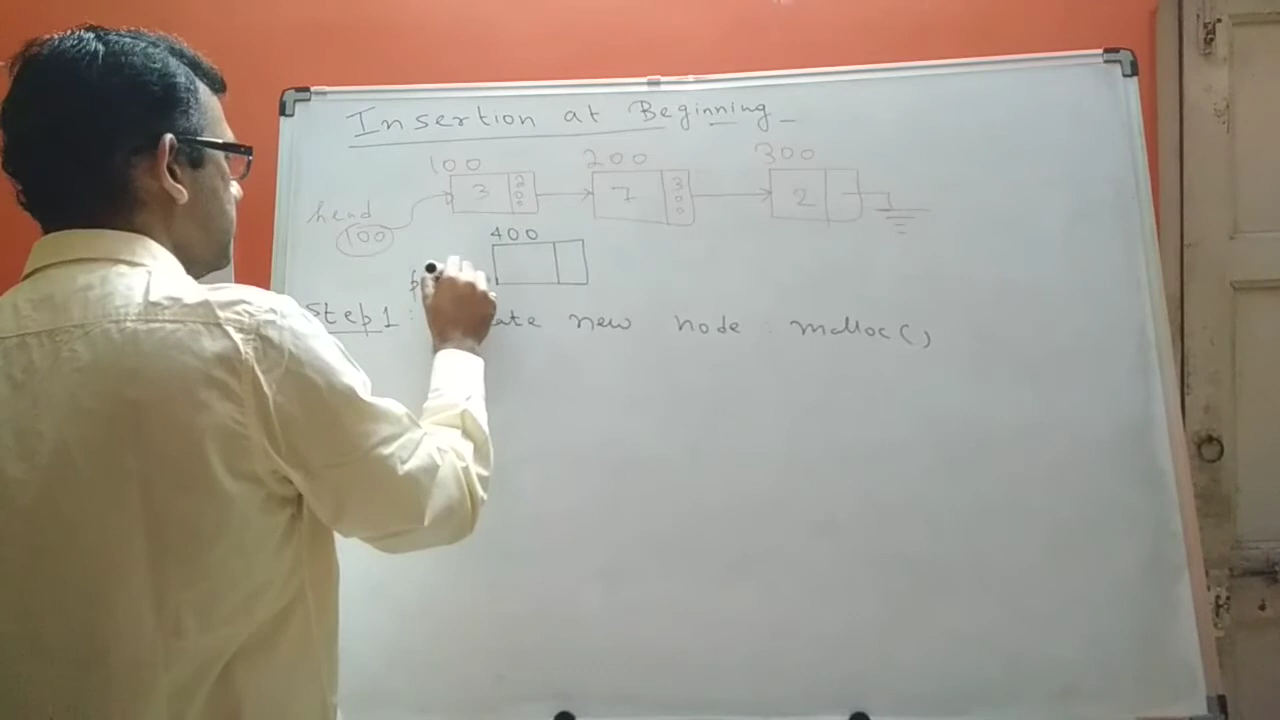 Insertion at Beginning
100 200 300
3 200 7 300 2
head
100
400
Step 1 : new node malloc()